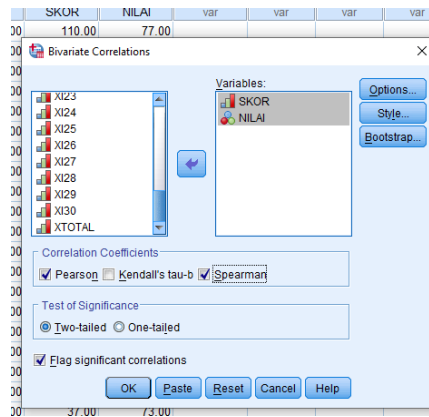 SKOR NILAI var var var var
00 110.00 77.00
Bivariate Correlations
Variables:
XI23
XI24
XI25
XI26
XI27
XI28
XI29
XI30
XTOTAL
SKOR
NILAI
Options...
Style...
Bootstrap...
Correlation Coefficients
Pearson Kendall's tau-b Spearman
Test of Significance
Two-tailed One-tailed
Flag significant correlations
OK Paste Reset Cancel Help
00 37.00 73.00